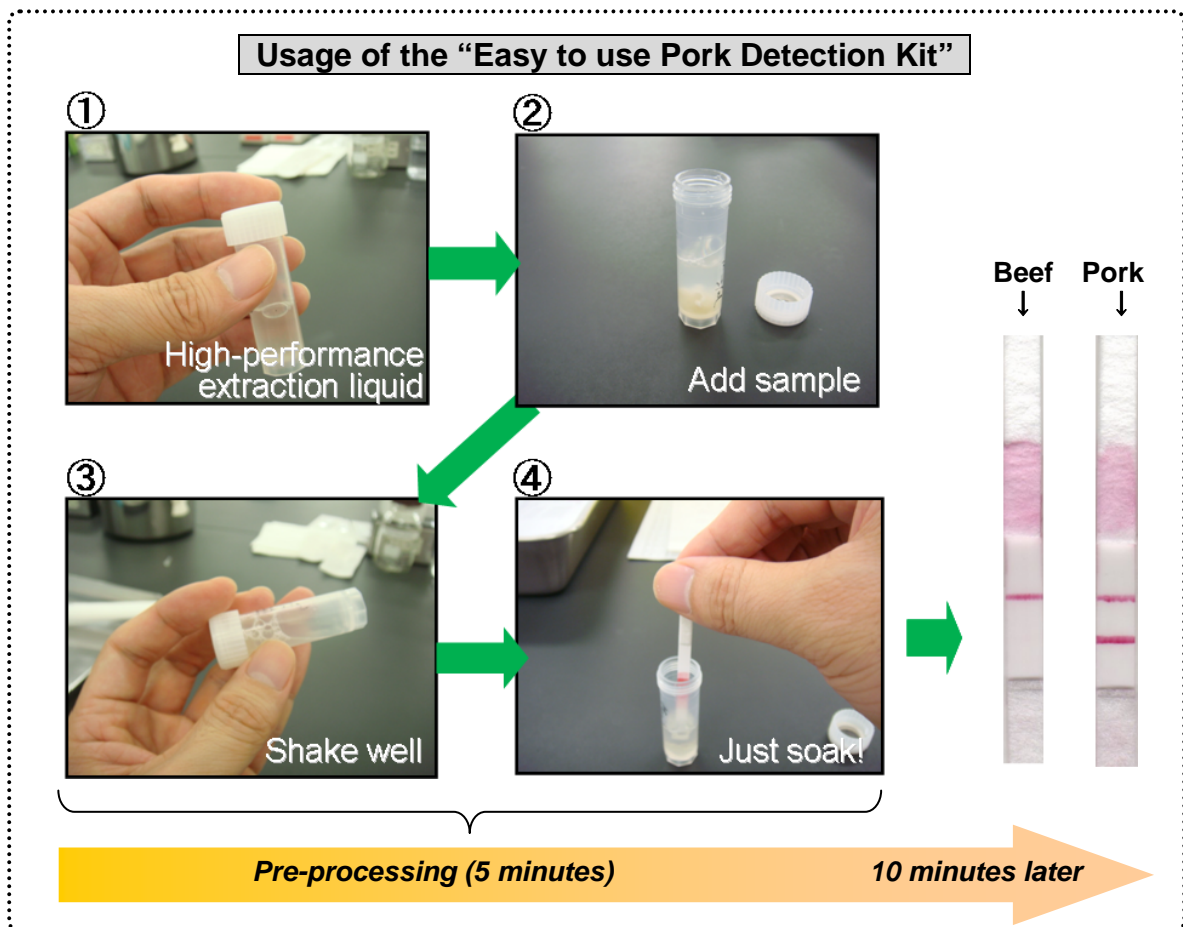 Usage of the “Easy to use Pork Detection Kit”
①
②
High-performance
extraction liquid
Add sample
③
④
Shake well
Just soak!
Beef
Pork
↓
↓
Pre-processing (5 minutes)
10 minutes later